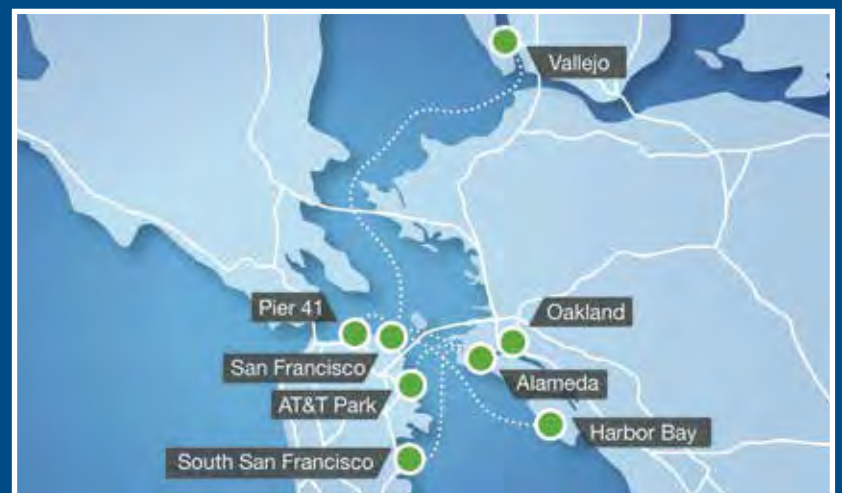 Vallejo
Pier 41
Oakland
San Francisco
Alameda
AT&T Park
Harbor Bay
South San Francisco